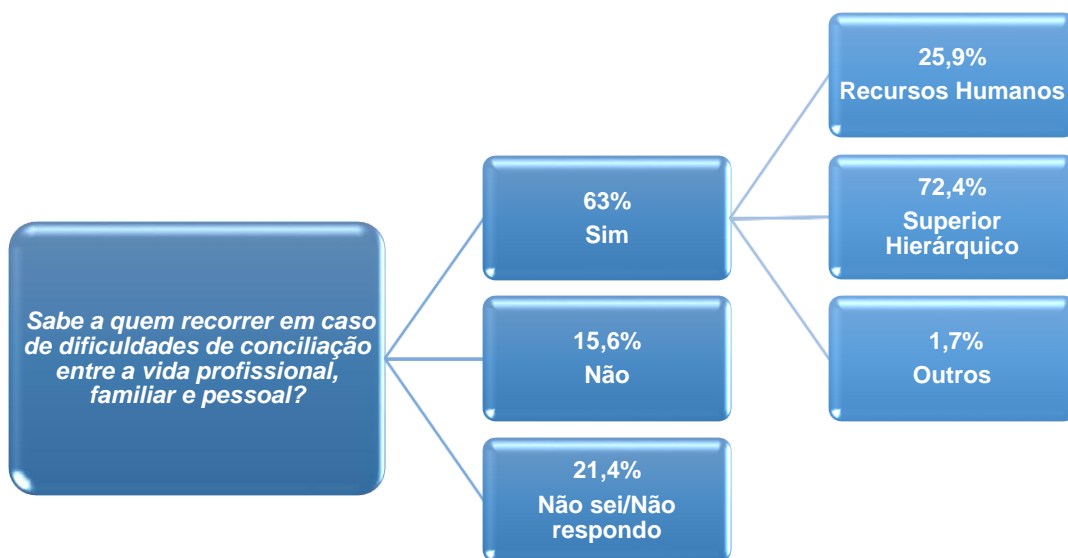 Sabe a quem recorrer em caso
de dificuldades de conciliação
entre a vida profissional,
familiar e pessoal?
63%
Sim
15,6%
Não
21,4%
Não sei/Não
respondo
25,9%
Recursos Humanos
72,4%
Superior
Hierárquico
1,7%
Outros